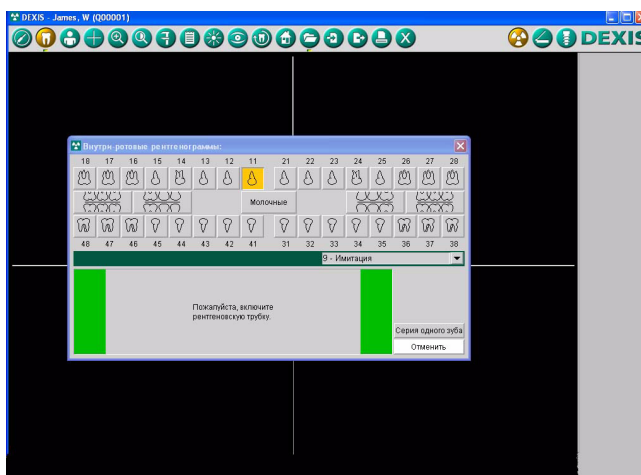 DEXIS - James, W (Q00001)
DEXIS
Внутри-ротовые рентгенограммы:
18 17 16 15 14 13 12 11 21 22 23 24 25 26 27 28
Молочные
48 47 46 45 44 43 42 41 31 32 33 34 35 36 37 38
9 - Имитация
Пожалуйста, включите
рентгеновскую трубку.
Серия одного зуба
Отменить